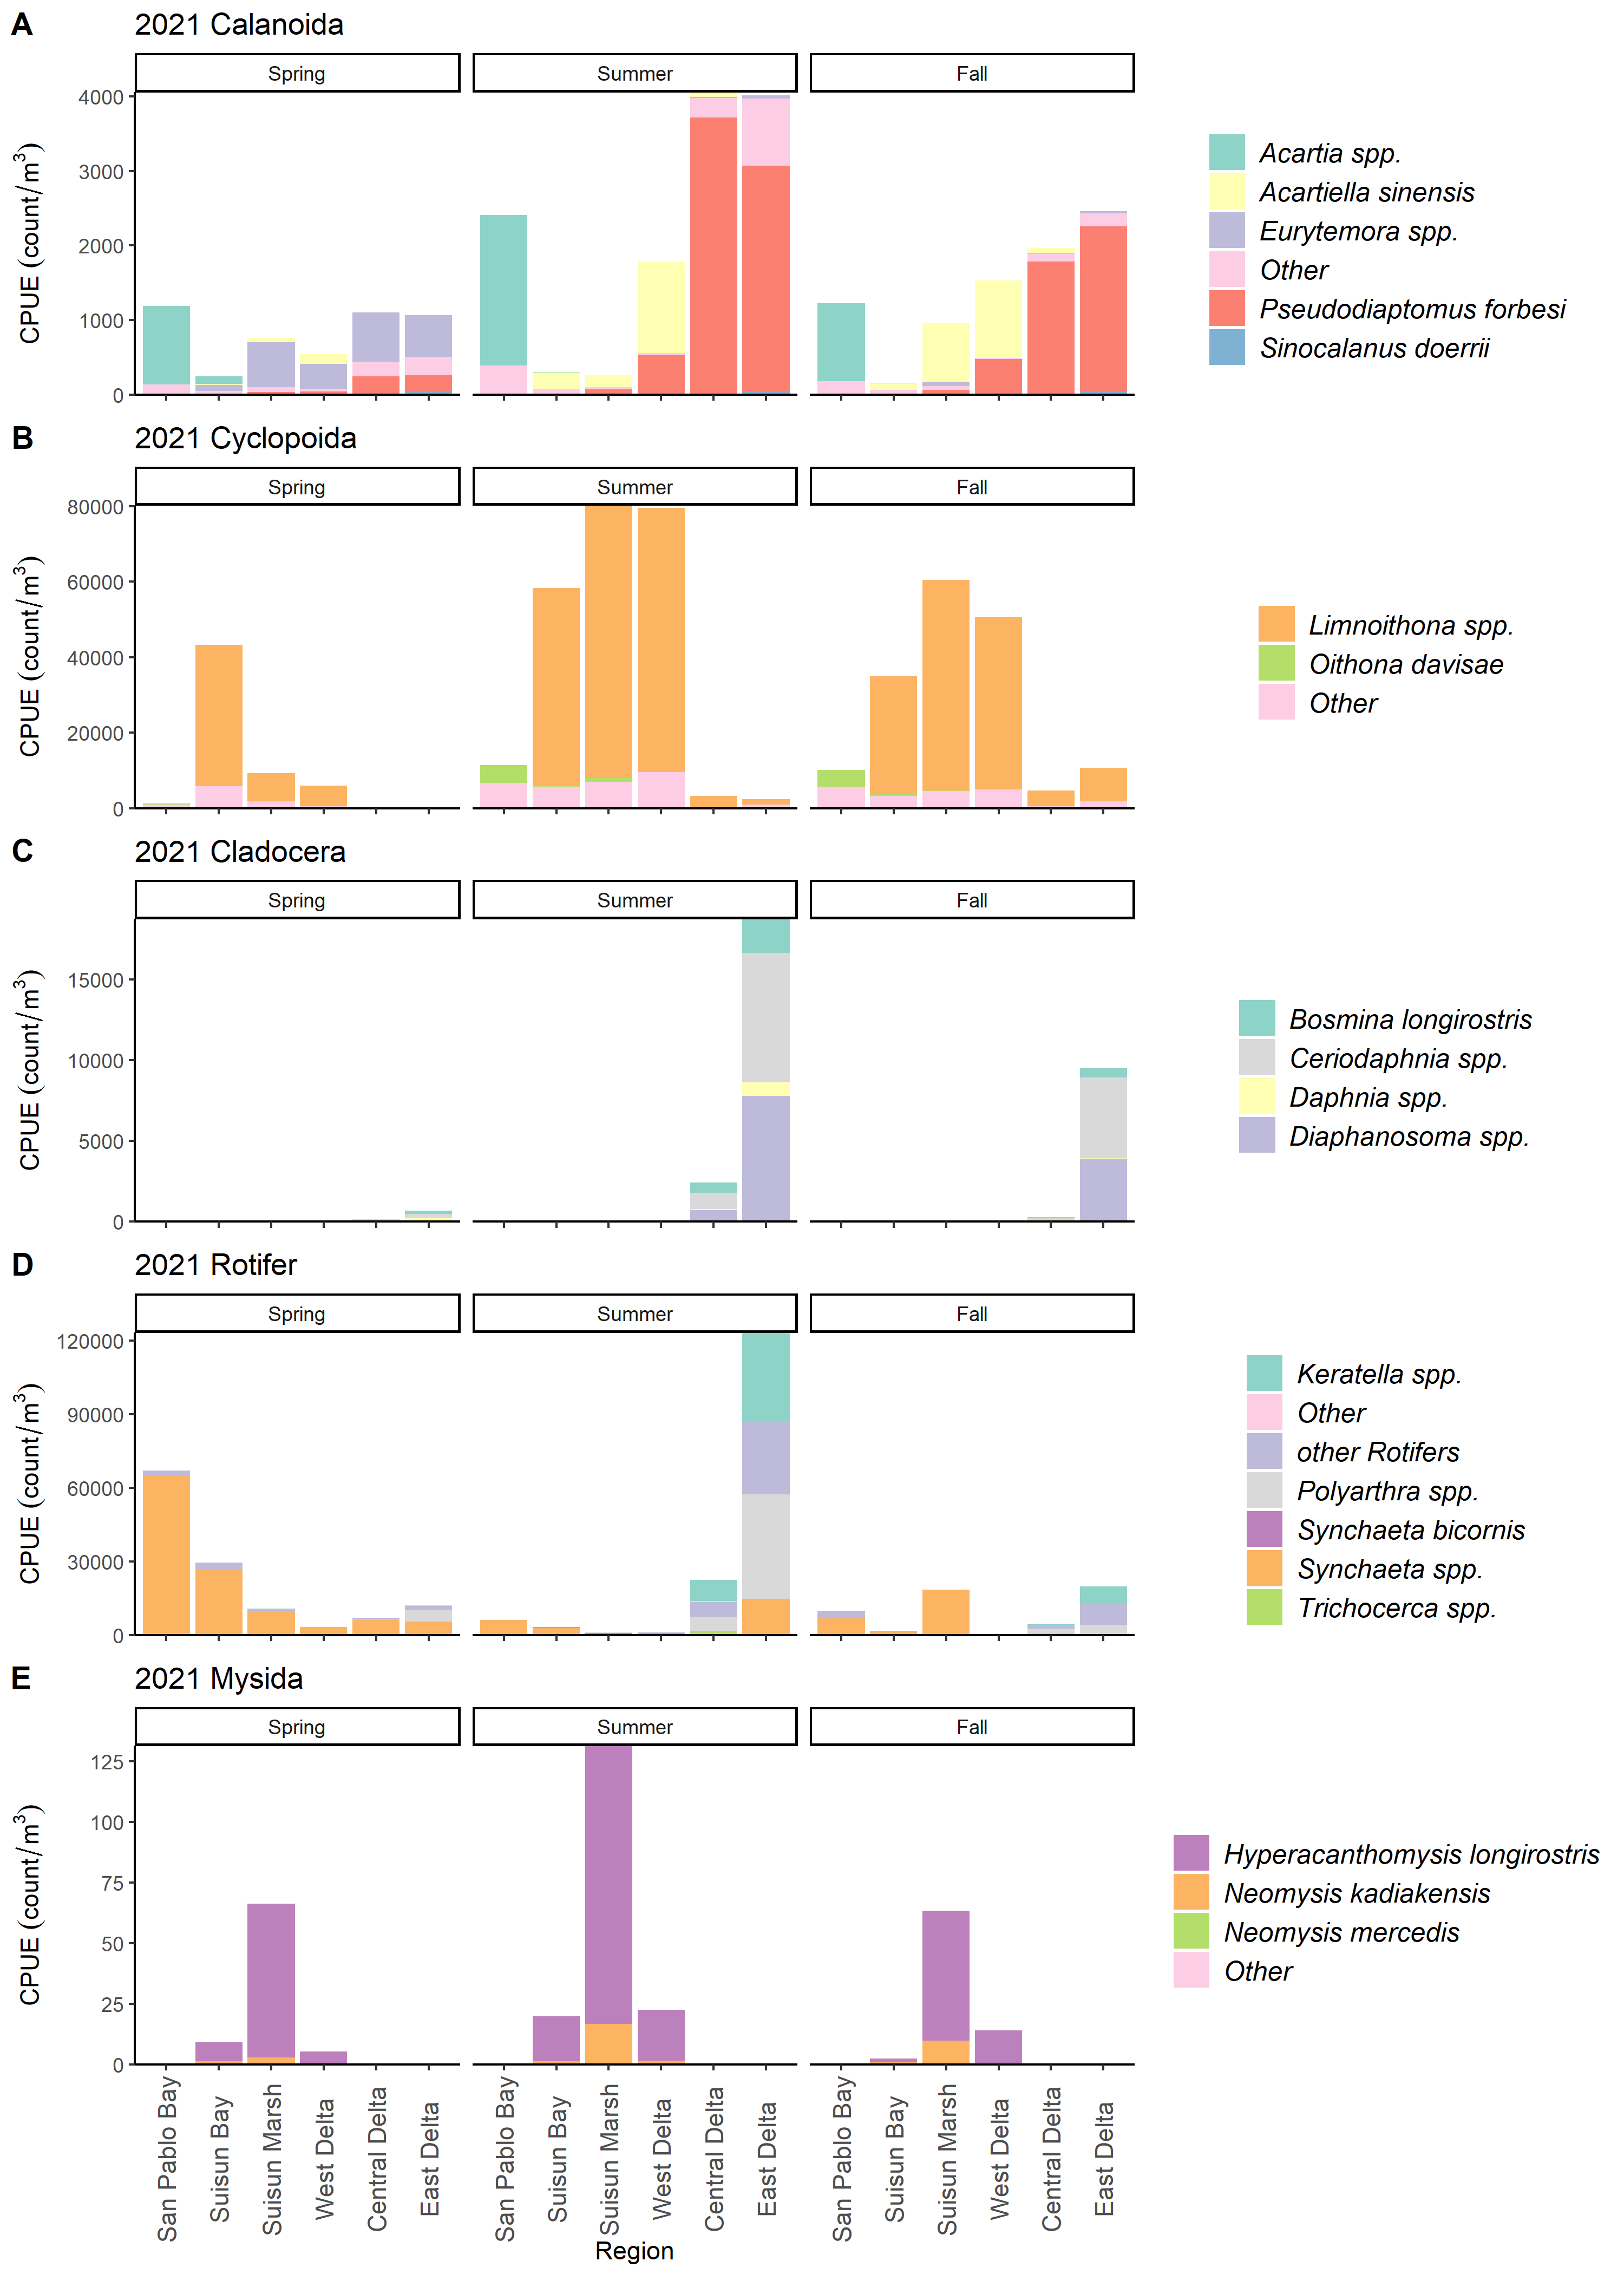 A 2021 Calanoida
Spring Summer Fall
CPUE (count/m³)
4000
3000
2000
1000
0
Acartia spp.
Acartiella sinensis
Eurytemora spp.
Other
Pseudodiaptomus forbesi
Sinocalanus doerrii
B 2021 Cyclopoida
Spring Summer Fall
CPUE (count/m³)
80000
60000
40000
20000
0
Limnoithona spp.
Oithona davisae
Other
C 2021 Cladocera
Spring Summer Fall
CPUE (count/m³)
15000
10000
5000
0
Bosmina longirostris
Ceriodaphnia spp.
Daphnia spp.
Diaphanosoma spp.
D 2021 Rotifer
Spring Summer Fall
CPUE (count/m³)
120000
90000
60000
30000
0
Keratella spp.
Other
other Rotifers
Polyarthra spp.
Synchaeta bicornis
Synchaeta spp.
Trichocerca spp.
E 2021 Mysida
Spring Summer Fall
CPUE (count/m³)
125
100
75
50
25
0
Hyperacanthomysis longirostris
Neomysis kadiakensis
Neomysis mercedis
Other
San Pablo Bay
Suisun Bay
Suisun Marsh
West Delta
Central Delta
East Delta
San Pablo Bay
Suisun Bay
Suisun Marsh
West Delta
Central Delta
East Delta
San Pablo Bay
Suisun Bay
Suisun Marsh
West Delta
Central Delta
East Delta
Region